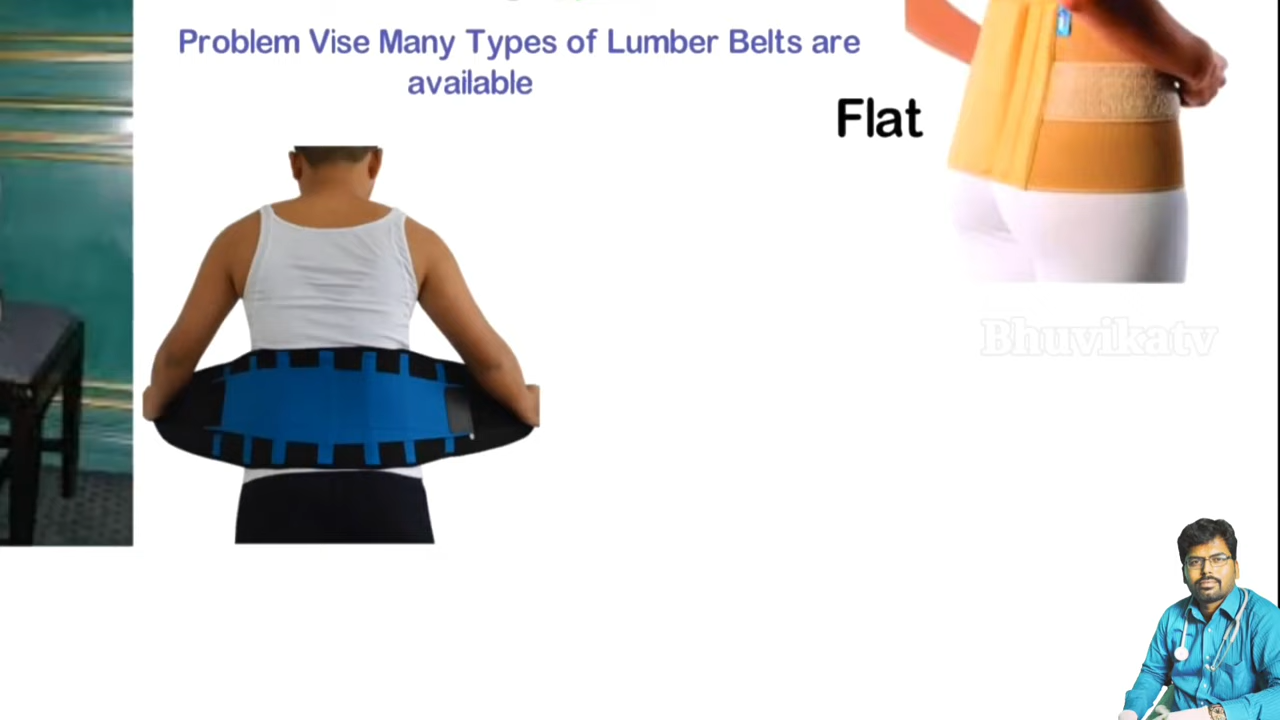 Problem Vise Many Types of Lumber Belts are
available
Flat
Bhuvikatv